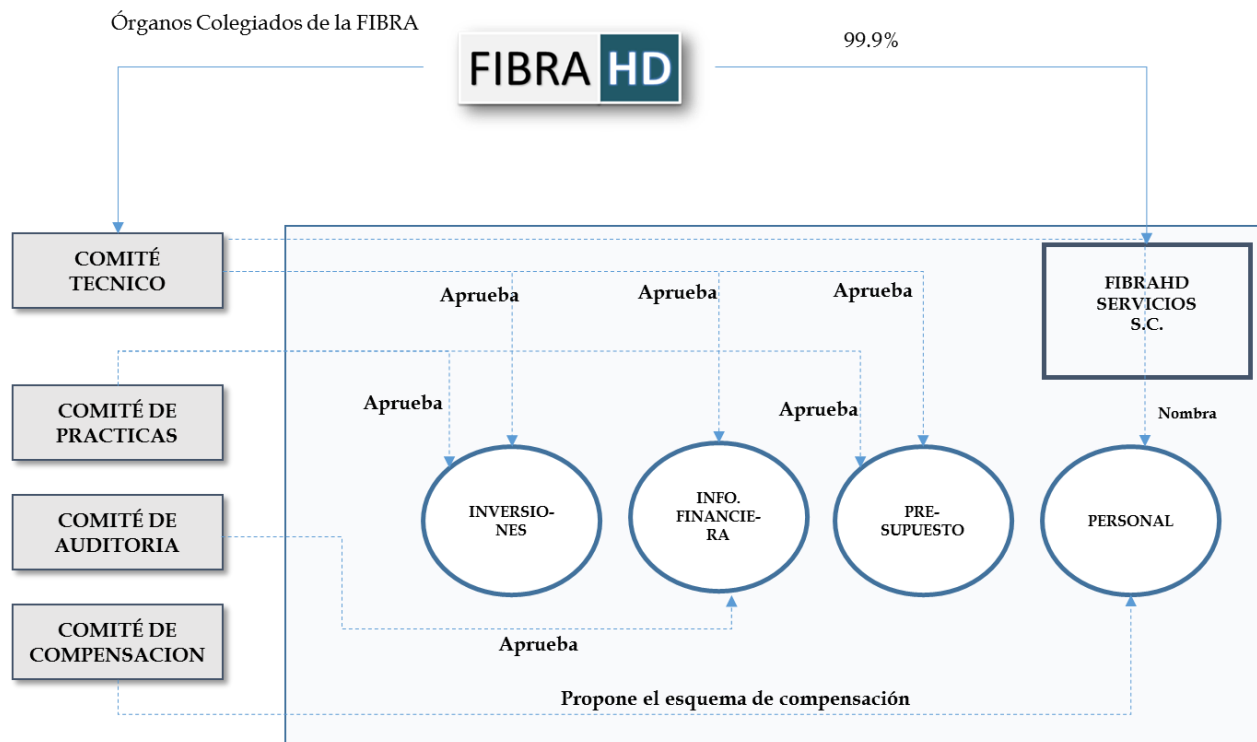 Órganos Colegiados de la FIBRA
FIBRA HD
99.9%
COMITÉ
TECNICO
FIBRAHD
SERVICIOS
S.C.
Aprueba
Aprueba
Aprueba
COMITÉ DE
PRACTICAS
Aprueba
Aprueba
Nombra
INVERSIO-
NES
INFO.
FINANCIE-
RA
PRE-
SUPUESTO
PERSONAL
COMITÉ DE
AUDITORIA
COMITÉ DE
COMPENSACION
Aprueba
Propone el esquema de compensación